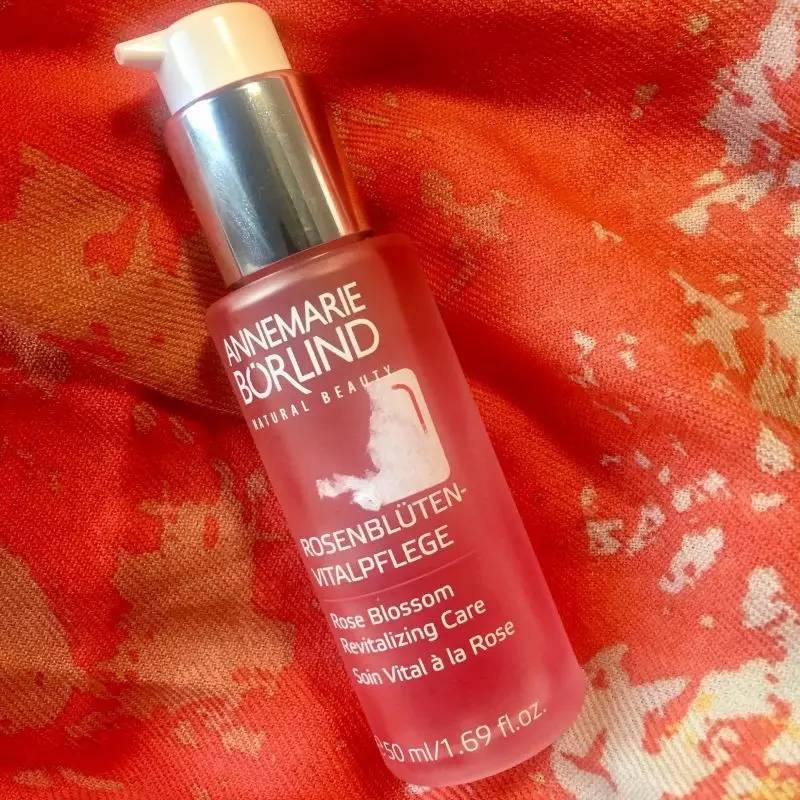 ANNEMARIE
BÖRLIND
NATURAL BEAUTY
ROSENBLÜTEN-
VITALPFLEGE
Rose Blossom
Revitalizing Care
Soin Vital à la Rose
50 ml/1.69 fl.oz.